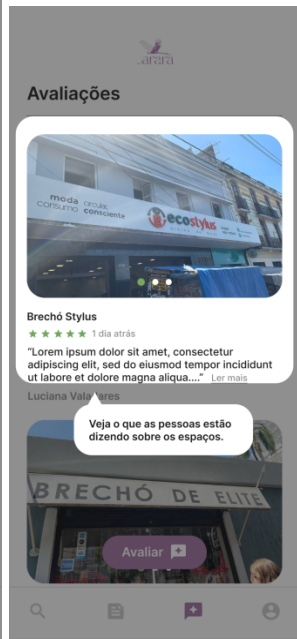 arara
Avaliações
moda circular,
consumo consciente
ecostylus
Brechó Stylus
1 dia atrás
“Lorem ipsum dolor sit amet, consectetur
adipiscing elit, sed do eiusmod tempor incididunt
ut labore et dolore magna aliqua....” Ler mais
Luciana Valadares
Veja o que as pessoas estão
dizendo sobre os espaços.
BRECHÓ DE ELITE
Avaliar